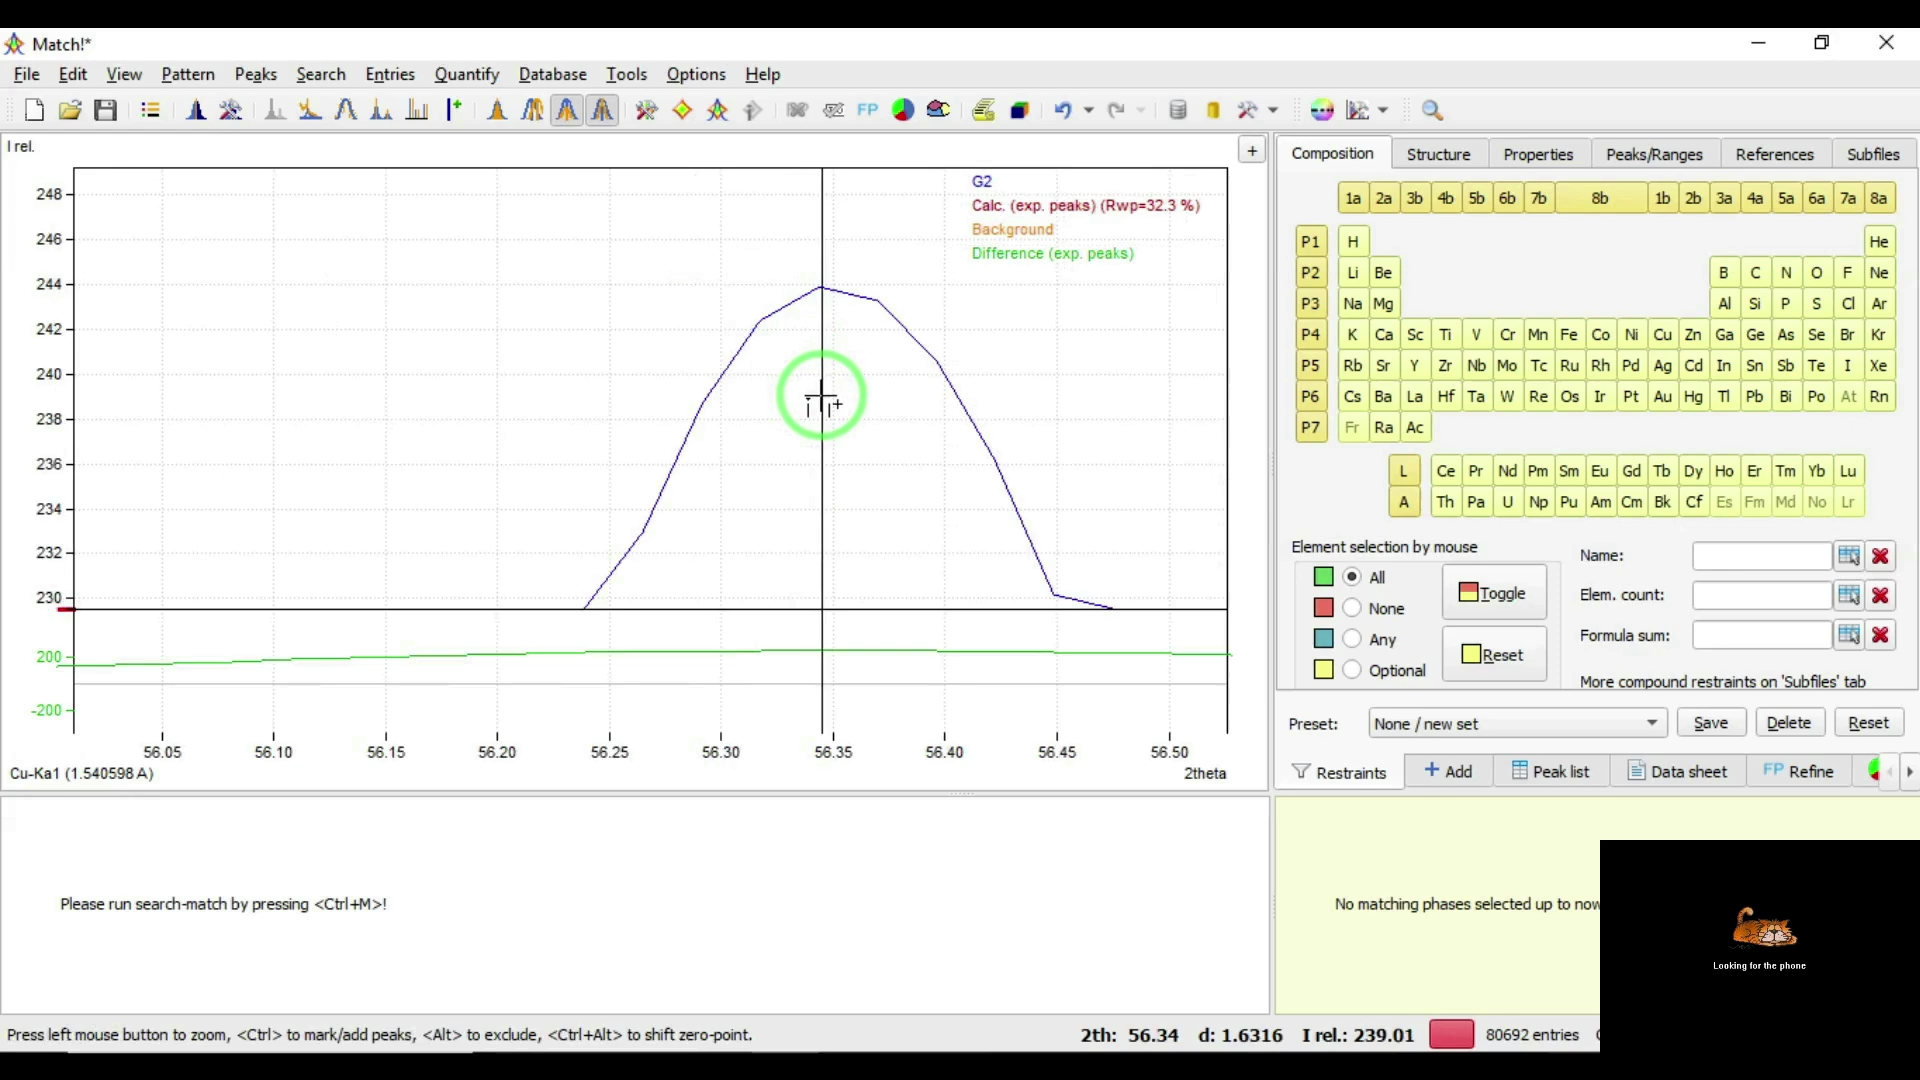 Match!*
File Edit View Pattern Peaks Search Entries Quantify Database Tools Options Help
FP
I rel.
+
248
246
244
242
240
238
236
234
232
230
200
-200
G2
Calc. (exp. peaks) (Rwp=32.3 %)
Background
Difference (exp. peaks)
56.05 56.10 56.15 56.20 56.25 56.30 56.35 56.40 56.45 56.50
Cu-Ka1 (1.540598 A) 2theta
Composition Structure Properties Peaks/Ranges References Subfiles
1a 2a 3b 4b 5b 6b 7b 8b 1b 2b 3a 4a 5a 6a 7a 8a
P1 H He
P2 Li Be B C N O F Ne
P3 Na Mg Al Si P S Cl Ar
P4 K Ca Sc Ti V Cr Mn Fe Co Ni Cu Zn Ga Ge As Se Br Kr
P5 Rb Sr Y Zr Nb Mo Tc Ru Rh Pd Ag Cd In Sn Sb Te I Xe
P6 Cs Ba La Hf Ta W Re Os Ir Pt Au Hg Tl Pb Bi Po At Rn
P7 Fr Ra Ac
L Ce Pr Nd Pm Sm Eu Gd Tb Dy Ho Er Tm Yb Lu
A Th Pa U Np Pu Am Cm Bk Cf Es Fm Md No Lr
Element selection by mouse
All
None
Any
Optional
Toggle
Reset
Name:
Elem. count:
Formula sum:
More compound restraints on 'Subfiles' tab
Preset: None / new set Save Delete Reset
Restraints Add Peak list Data sheet FP Refine
Please run search-match by pressing <Ctrl+M>!
No matching phases selected up to now
Looking for the phone
Press left mouse button to zoom, <Ctrl> to mark/add peaks, <Alt> to exclude, <Ctrl+Alt> to shift zero-point.
2th: 56.34 d: 1.6316 I rel.: 239.01 80692 entries